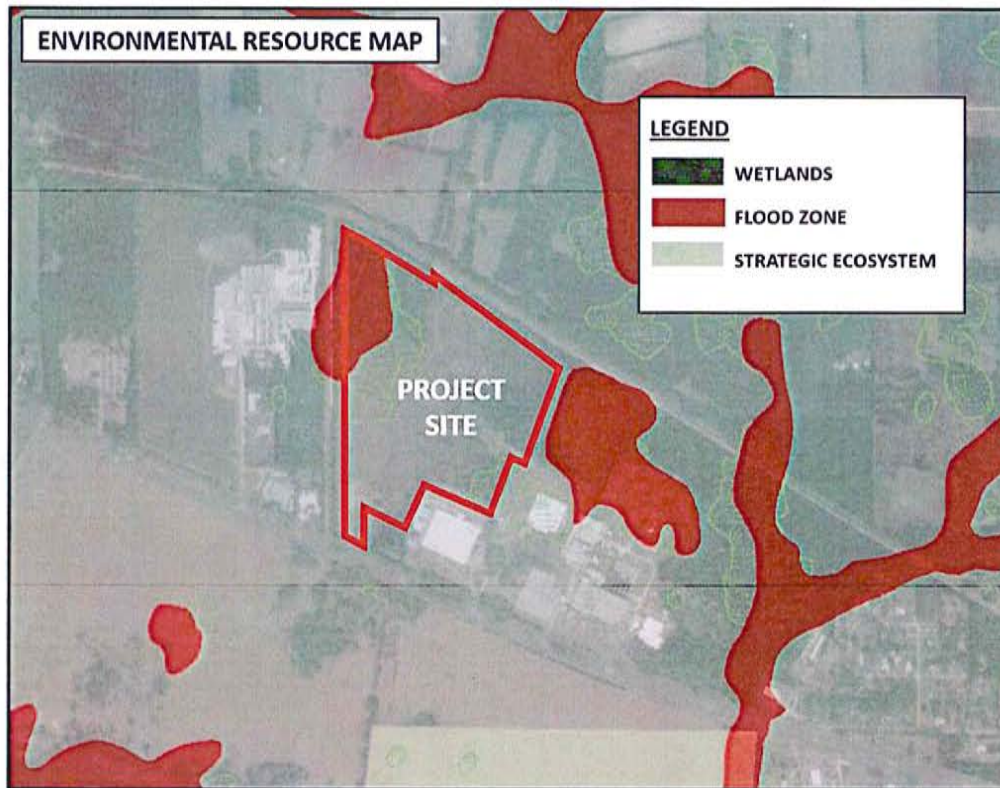 ENVIRONMENTAL RESOURCE MAP
LEGEND
WETLANDS
FLOOD ZONE
STRATEGIC ECOSYSTEM
PROJECT
SITE